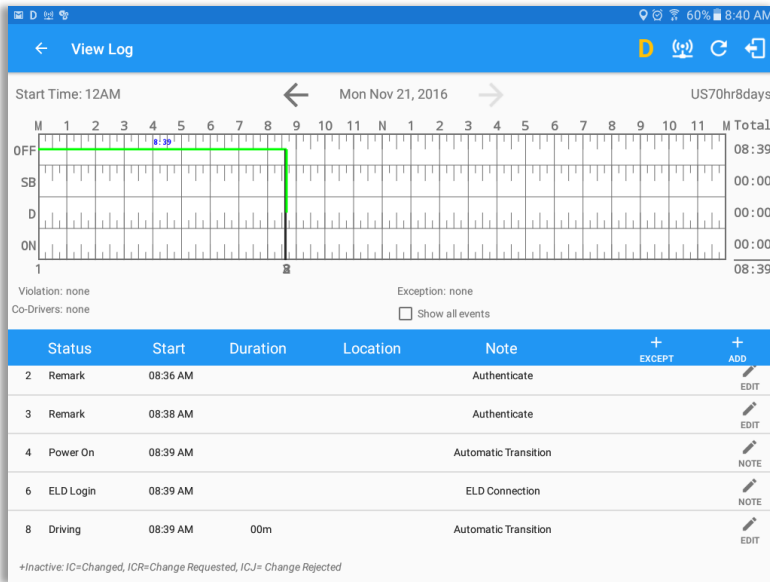 D 60% 8:40 AM
View Log D
Start Time: 12AM Mon Nov 21, 2016 US70hr8days
M 1 2 3 4 5 6 7 8 9 10 11 N 1 2 3 4 5 6 7 8 9 10 11 M Total
8:39
OFF 08:39
SB 00:00
D 00:00
ON 00:00
1 08:39
Violation: none Exception: none
Co-Drivers: none Show all events
Status Start Duration Location Note + EXCEPT + ADD
2 Remark 08:36 AM Authenticate EDIT
3 Remark 08:38 AM Authenticate EDIT
4 Power On 08:39 AM Automatic Transition NOTE
6 ELD Login 08:39 AM ELD Connection NOTE
8 Driving 08:39 AM 00m Automatic Transition EDIT
+Inactive: IC=Changed, ICR=Change Requested, ICJ= Change Rejected